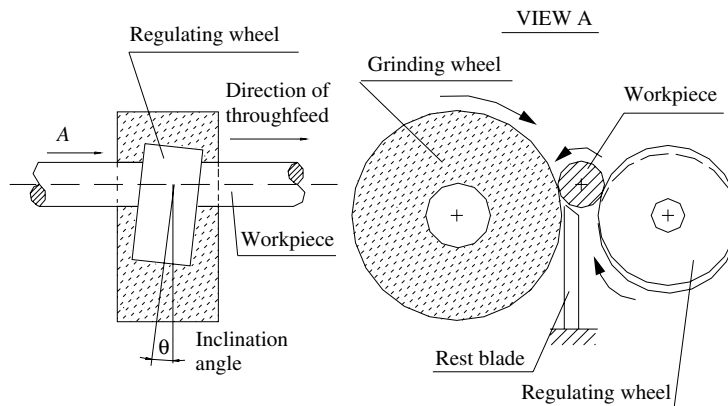 Regulating wheel
Direction of
throughfeed
A
Workpiece
θ
Inclination
angle
VIEW A
Grinding wheel
Workpiece
Rest blade
Regulating wheel